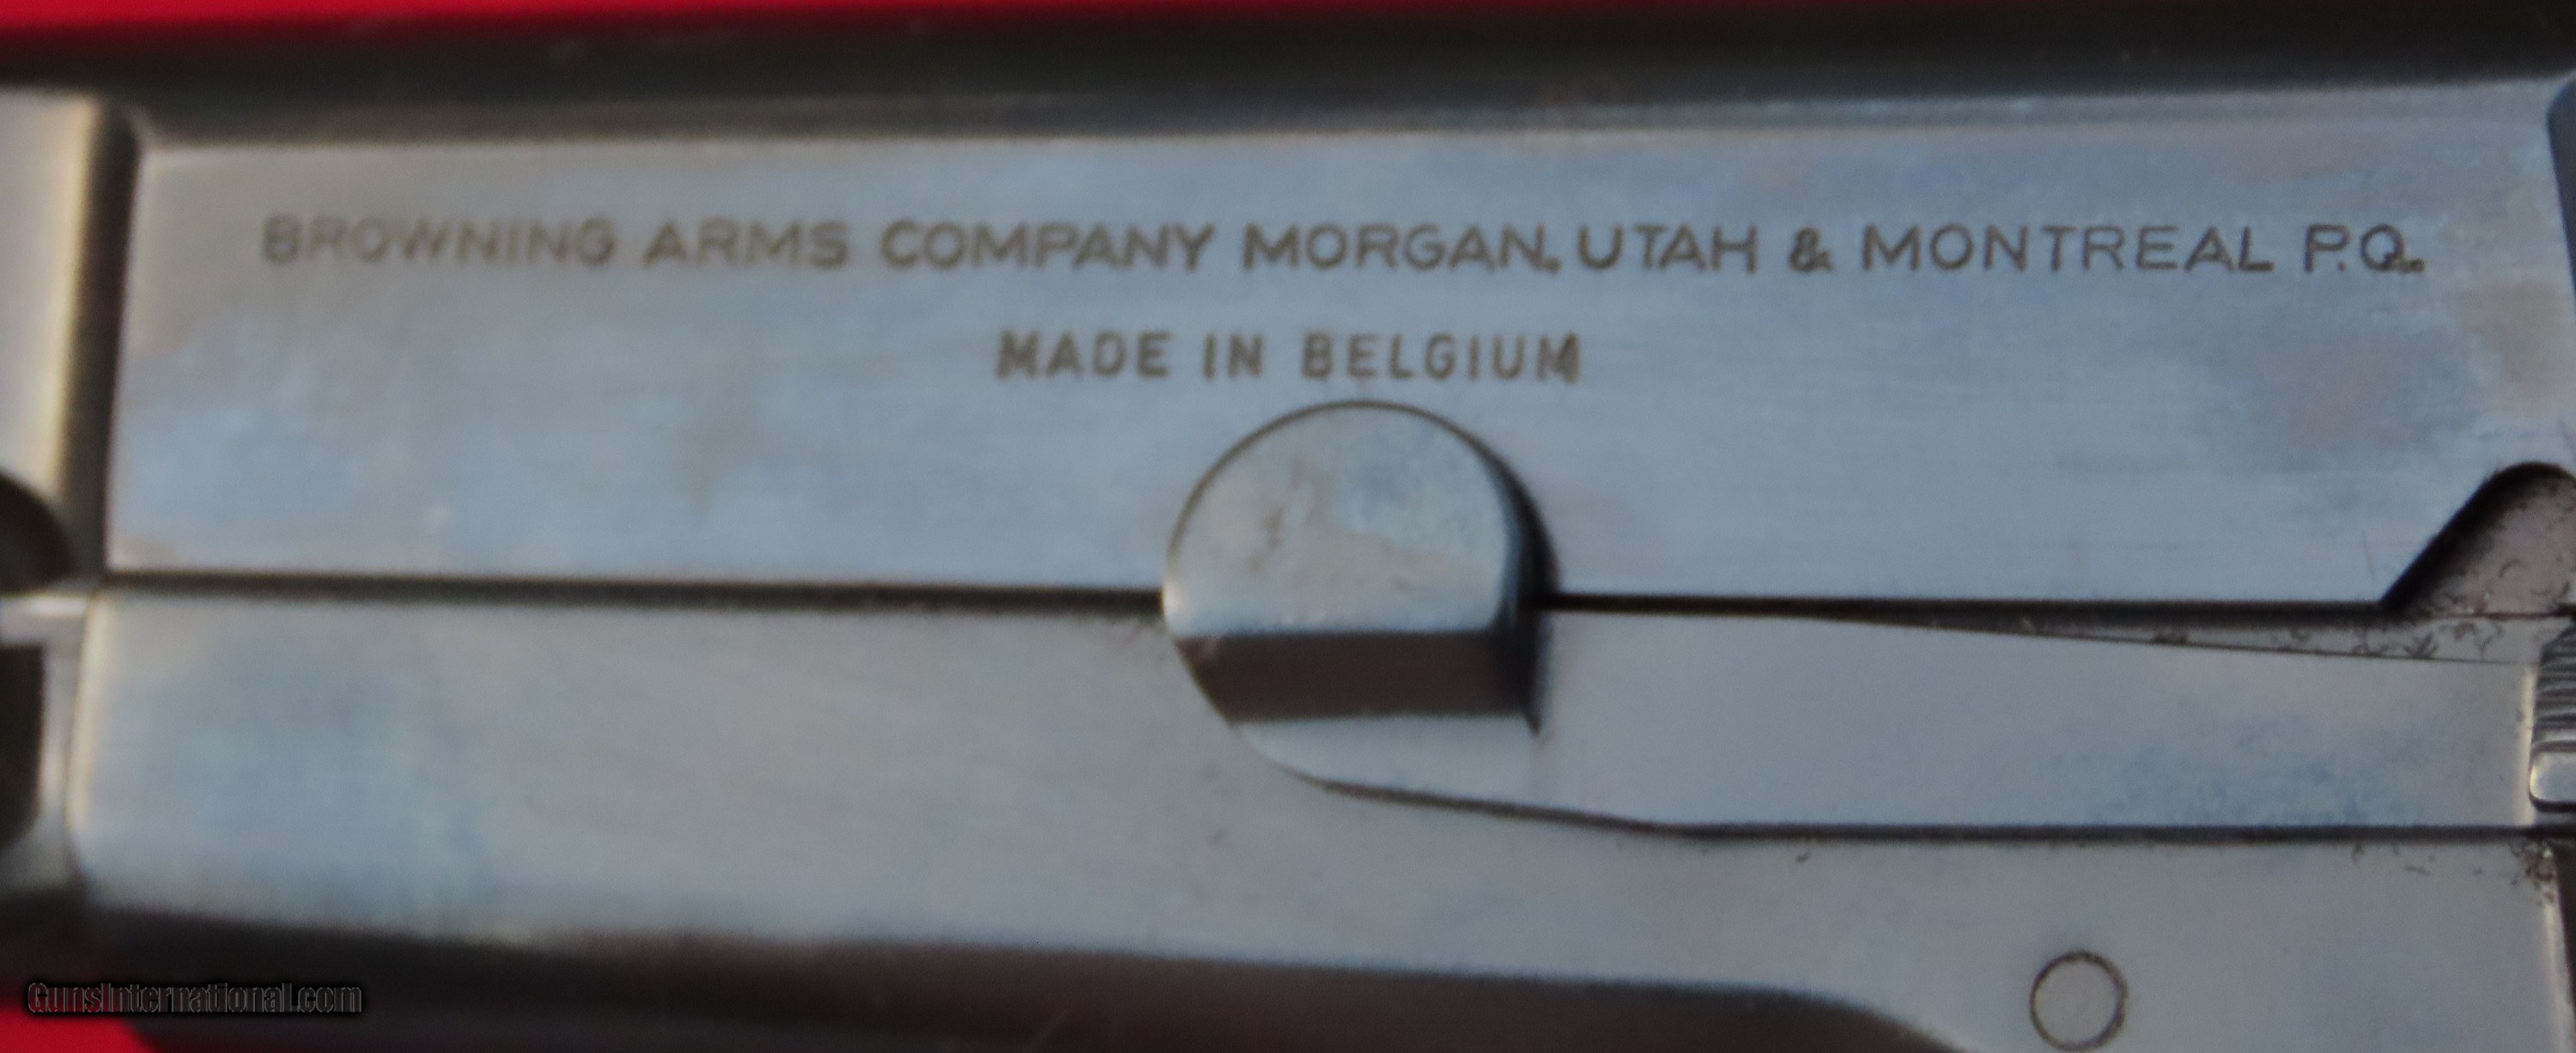 BROWNING ARMS COMPANY MORGAN, UTAH & MONTREAL P.Q.
MADE IN BELGIUM
GunsInternational.com